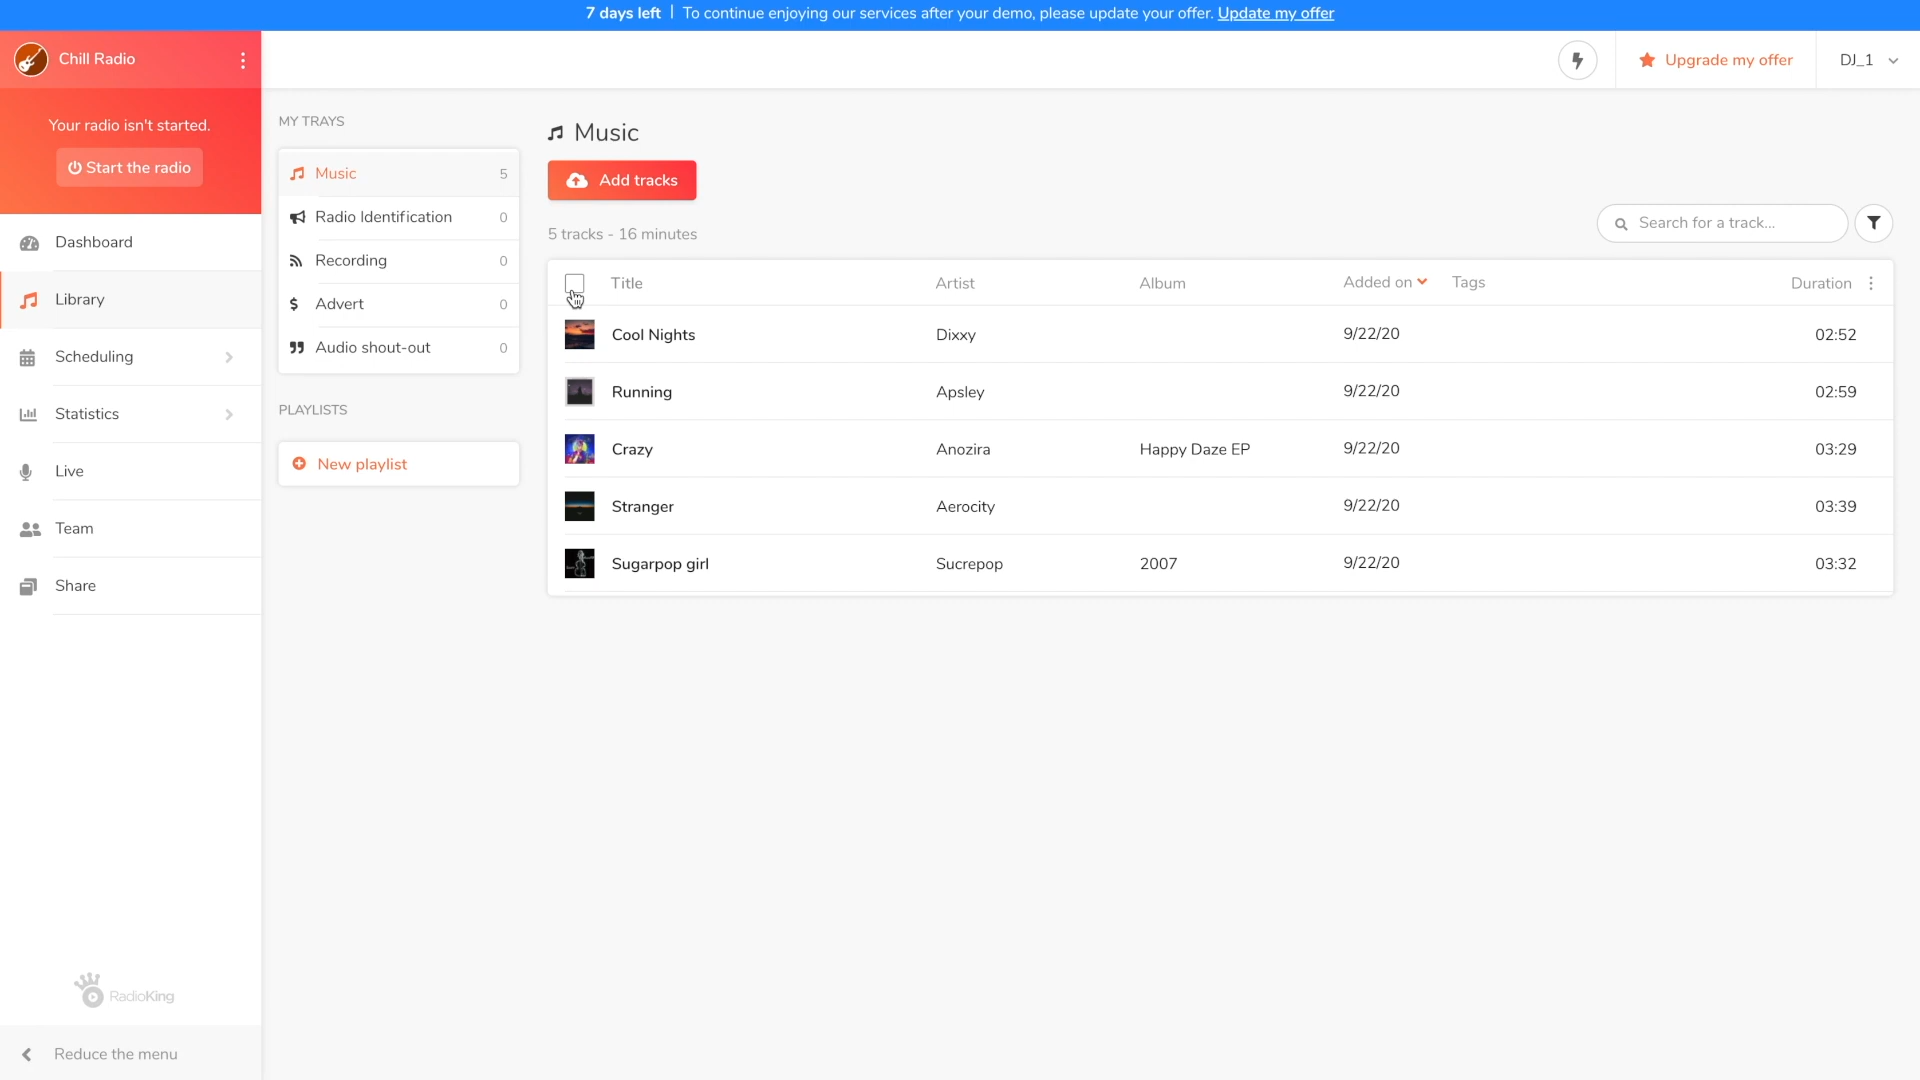 7 days left | To continue enjoying our services after your demo, please update your offer. Update my offer
Chill Radio
Upgrade my offer
DJ_1
Your radio isn't started.
Start the radio
Dashboard
Library
Scheduling
Statistics
Live
Team
Share
RadioKing
Reduce the menu
MY TRAYS
Music 5
Radio Identification 0
Recording 0
Advert 0
Audio shout-out 0
PLAYLISTS
New playlist
Music
Add tracks
5 tracks - 16 minutes
Search for a track...
Title Artist Album Added on Tags Duration
Cool Nights Dixxy 9/22/20 02:52
Running Apsley 9/22/20 02:59
Crazy Anozira Happy Daze EP 9/22/20 03:29
Stranger Aerocity 9/22/20 03:39
Sugarpop girl Sucrepop 2007 9/22/20 03:32